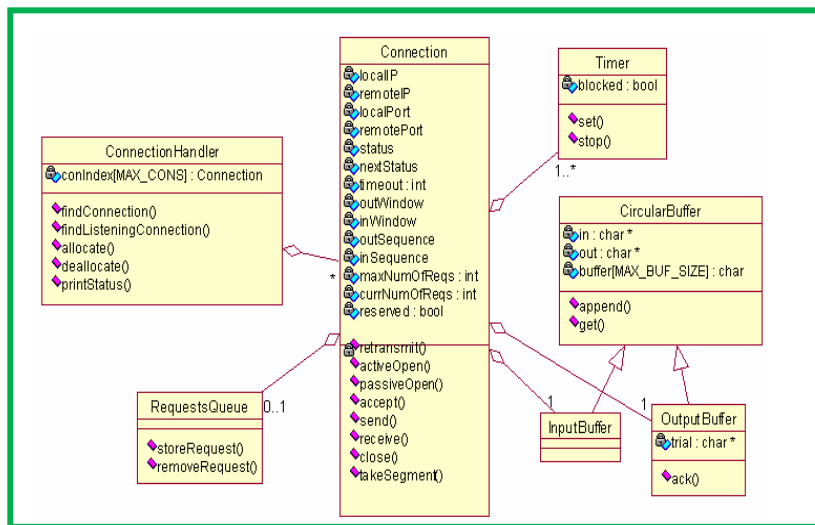 ConnectionHandler
conIndex[MAX_CONS] : Connection
findConnection()
findListeningConnection()
allocate()
deallocate()
printStatus()
*
Connection
localIP
remoteIP
localPort
remotePort
status
nextStatus
timeout : int
outWindow
inWindow
outSequence
inSequence
maxNumOfReqs : int
currNumOfReqs : int
reserved : bool
retransmit()
activeOpen()
passiveOpen()
accept()
send()
receive()
close()
takeSegment()
Timer
blocked : bool
set()
stop()
1..*
CircularBuffer
in : char *
out : char *
buffer[MAX_BUF_SIZE] : char
append()
get()
RequestsQueue
storeRequest()
removeRequest()
0..1
1
InputBuffer
1
OutputBuffer
trial : char *
ack()